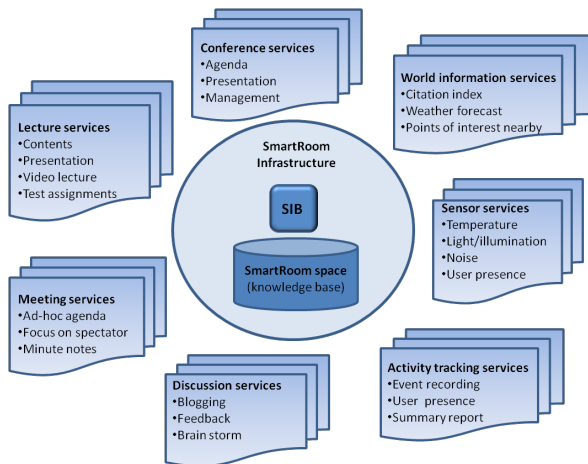 Conference services
•Agenda
•Presentation
•Management
World information services
•Citation index
•Weather forecast
•Points of interest nearby
Lecture services
•Contents
•Presentation
•Video lecture
•Test assignments
SmartRoom
Infrastructure
SIB
SmartRoom space
(knowledge base)
Sensor services
•Temperature
•Light/illumination
•Noise
•User presence
Meeting services
•Ad-hoc agenda
•Focus on spectator
•Minute notes
Discussion services
•Blogging
•Feedback
•Brain storm
Activity tracking services
•Event recording
•User  presence
•Summary report